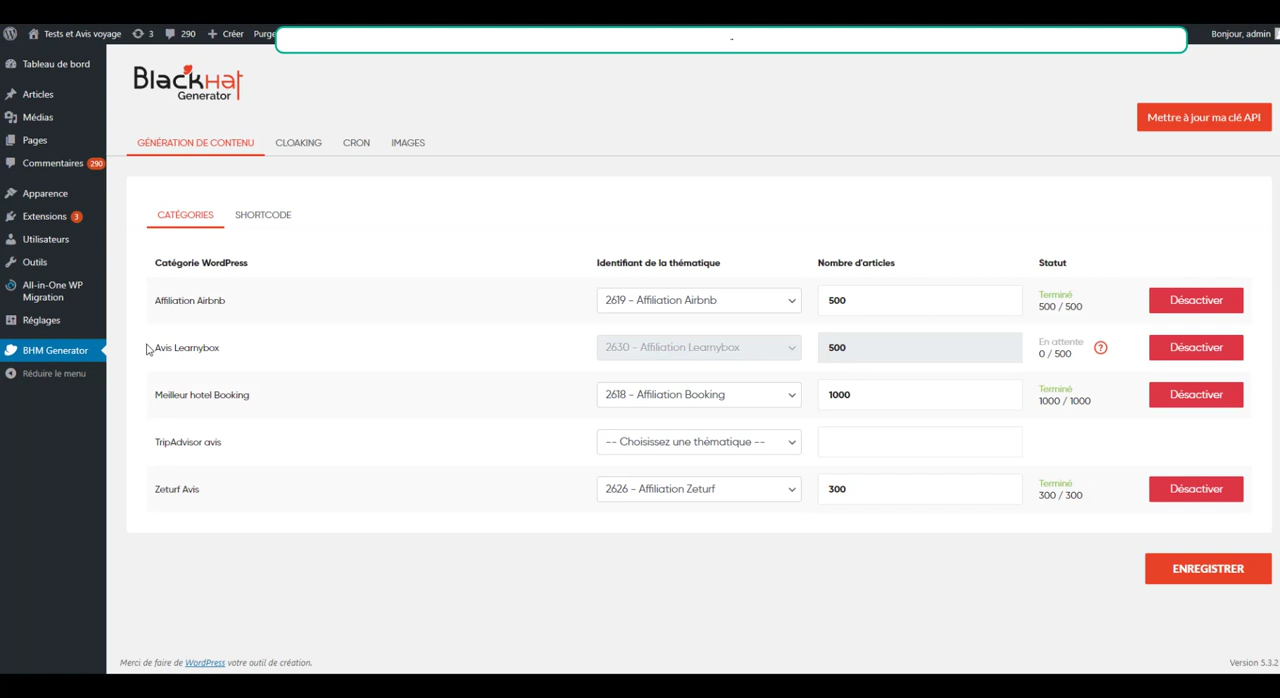 Tests et Avis voyage 3 290 Créer Purge
-
Bonjour, admin
Tableau de bord
Articles
Médias
Pages
Commentaires 290
Apparence
Extensions 3
Utilisateurs
Outils
All-in-One WP
Migration
Réglages
BHM Generator
Réduire le menu
BlackHat
Generator
Mettre à jour ma clé API
GÉNÉRATION DE CONTENU CLOAKING CRON IMAGES
CATÉGORIES SHORTCODE
Catégorie WordPress Identifiant de la thématique Nombre d'articles Statut
Affiliation Airbnb 2619 - Affiliation Airbnb 500 Terminé
500 / 500 Désactiver
Avis Learnybox 2630 - Affiliation Learnybox 500 En attente
0 / 500 ? Désactiver
Meilleur hotel Booking 2618 - Affiliation Booking 1000 Terminé
1000 / 1000 Désactiver
TripAdvisor avis -- Choisissez une thématique --
Zeturf Avis 2626 - Affiliation Zeturf 300 Terminé
300 / 300 Désactiver
ENREGISTRER
Merci de faire de WordPress votre outil de création. Version 5.3.2